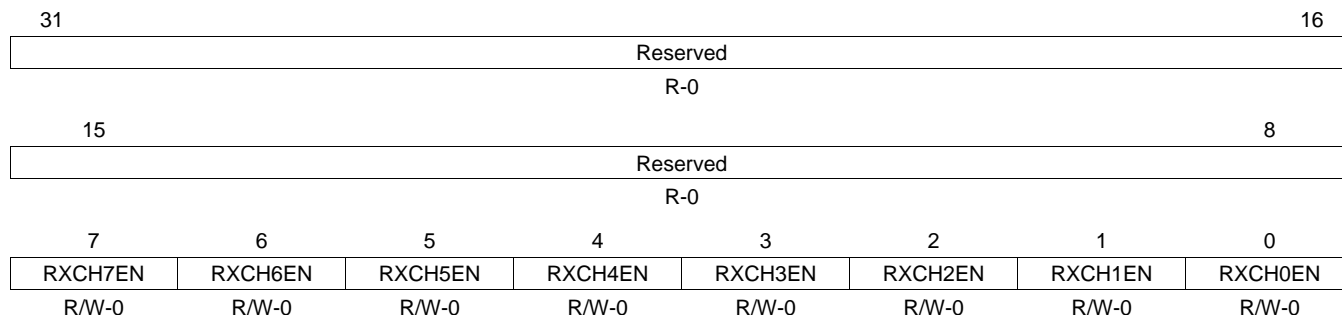 31 16
Reserved
R-0
15 8
Reserved
R-0
7 6 5 4 3 2 1 0
RXCH7EN RXCH6EN RXCH5EN RXCH4EN RXCH3EN RXCH2EN RXCH1EN RXCH0EN
R/W-0 R/W-0 R/W-0 R/W-0 R/W-0 R/W-0 R/W-0 R/W-0